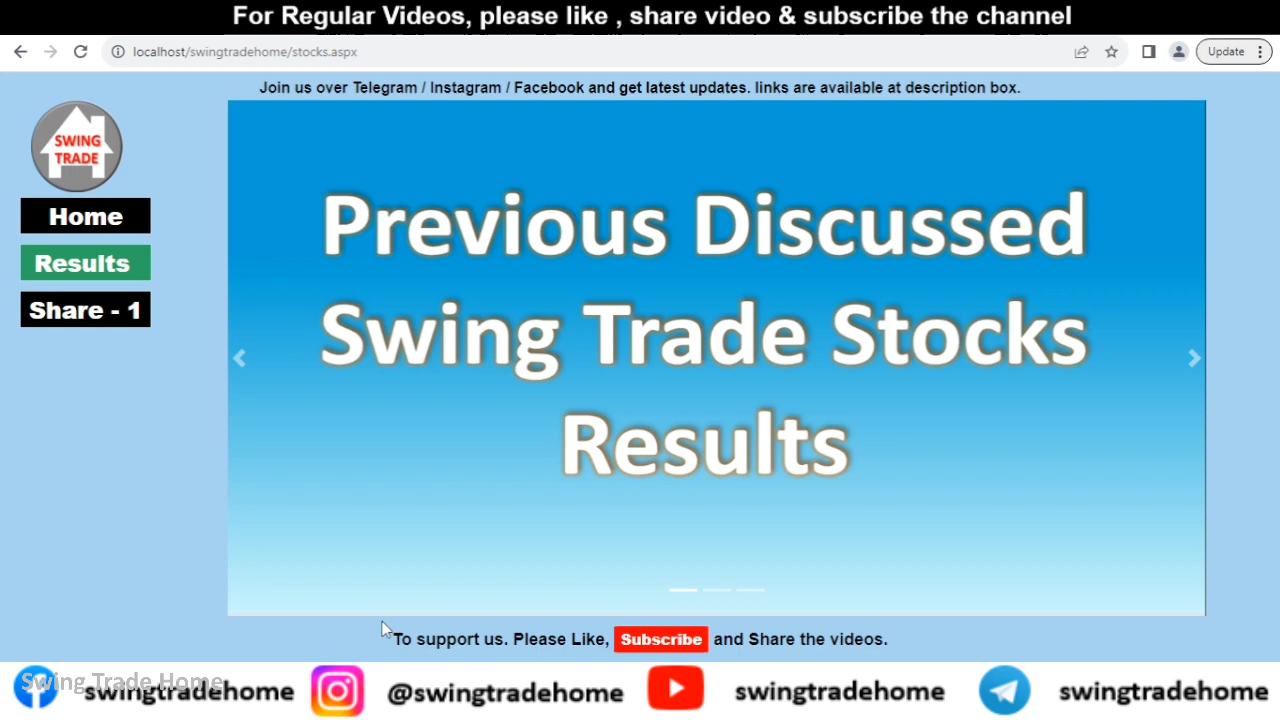 For Regular Videos, please like , share video & subscribe the channel
localhost/swingtradehome/stocks.aspx
Update
Join us over Telegram / Instagram / Facebook and get latest updates. links are available at description box.
SWING
TRADE
Home
Results
Share - 1
Previous Discussed
Swing Trade Stocks
Results
To support us. Please Like, Subscribe and Share the videos.
Swing Trade Home
swingtradehome @swingtradehome swingtradehome swingtradehome